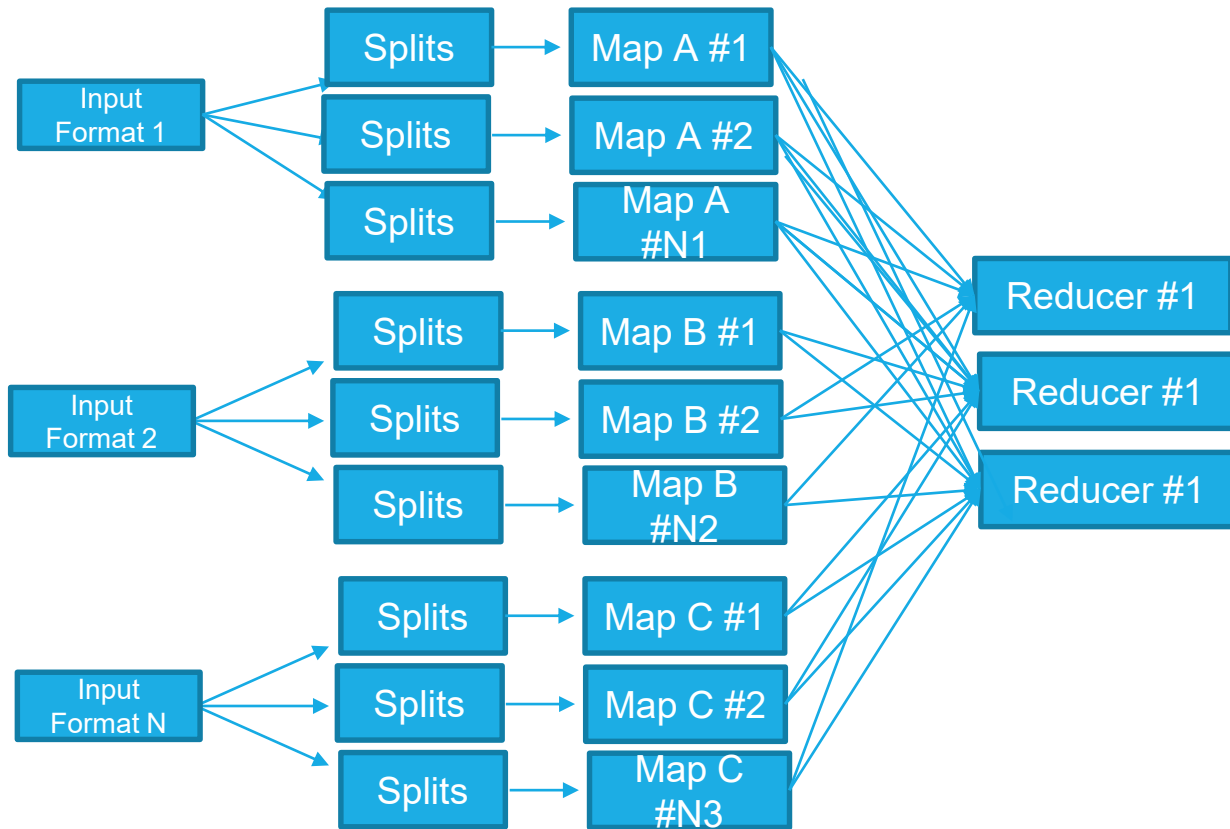 Input
Format 1
Splits
Map A #1
Splits
Map A #2
Splits
Map A
#N1
Input
Format 2
Splits
Map B #1
Splits
Map B #2
Splits
Map B
#N2
Input
Format N
Splits
Map C #1
Splits
Map C #2
Splits
Map C
#N3
Reducer #1
Reducer #1
Reducer #1